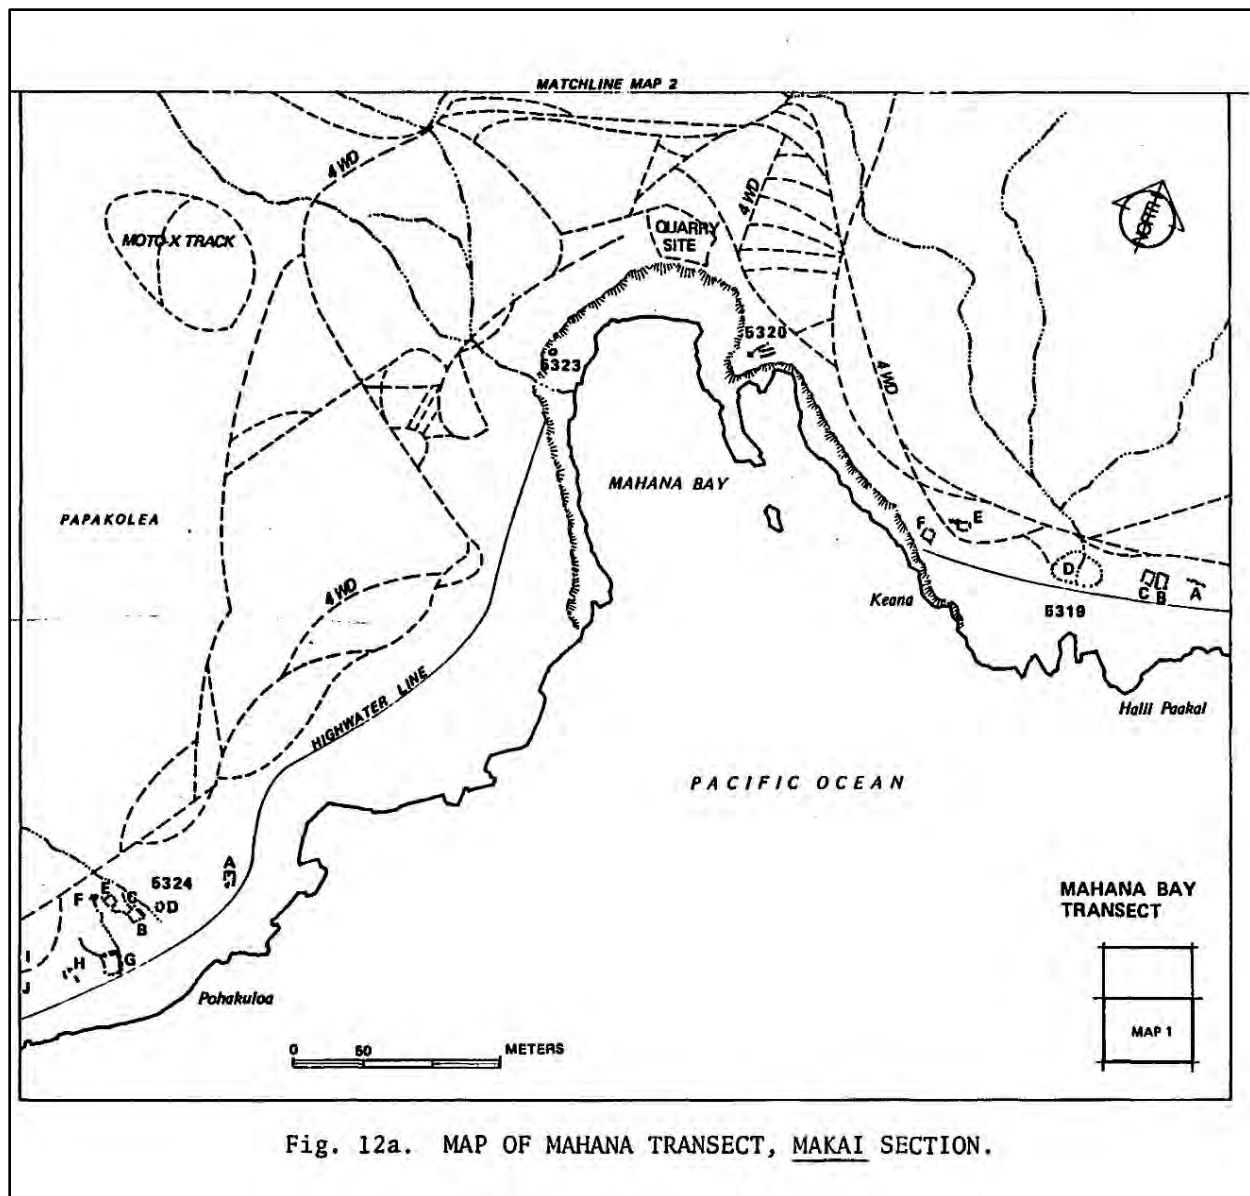 MATCHLINE MAP 2
4WD
MOTO-X TRACK
4WD
QUARRY
SITE
NORTH
5320
5323
4WD
MAHANA BAY
PAPAKOLEA
F
E
D
C
B
A
Keana
5319
4WD
HIGHWATER LINE
Halii Paakai
PACIFIC OCEAN
A
5324
E
C
F
D
B
I
H
G
J
Pohakuloa
MAHANA BAY
TRANSECT
MAP 1
0 50 METERS
Fig. 12a. MAP OF MAHANA TRANSECT, MAKAI SECTION.